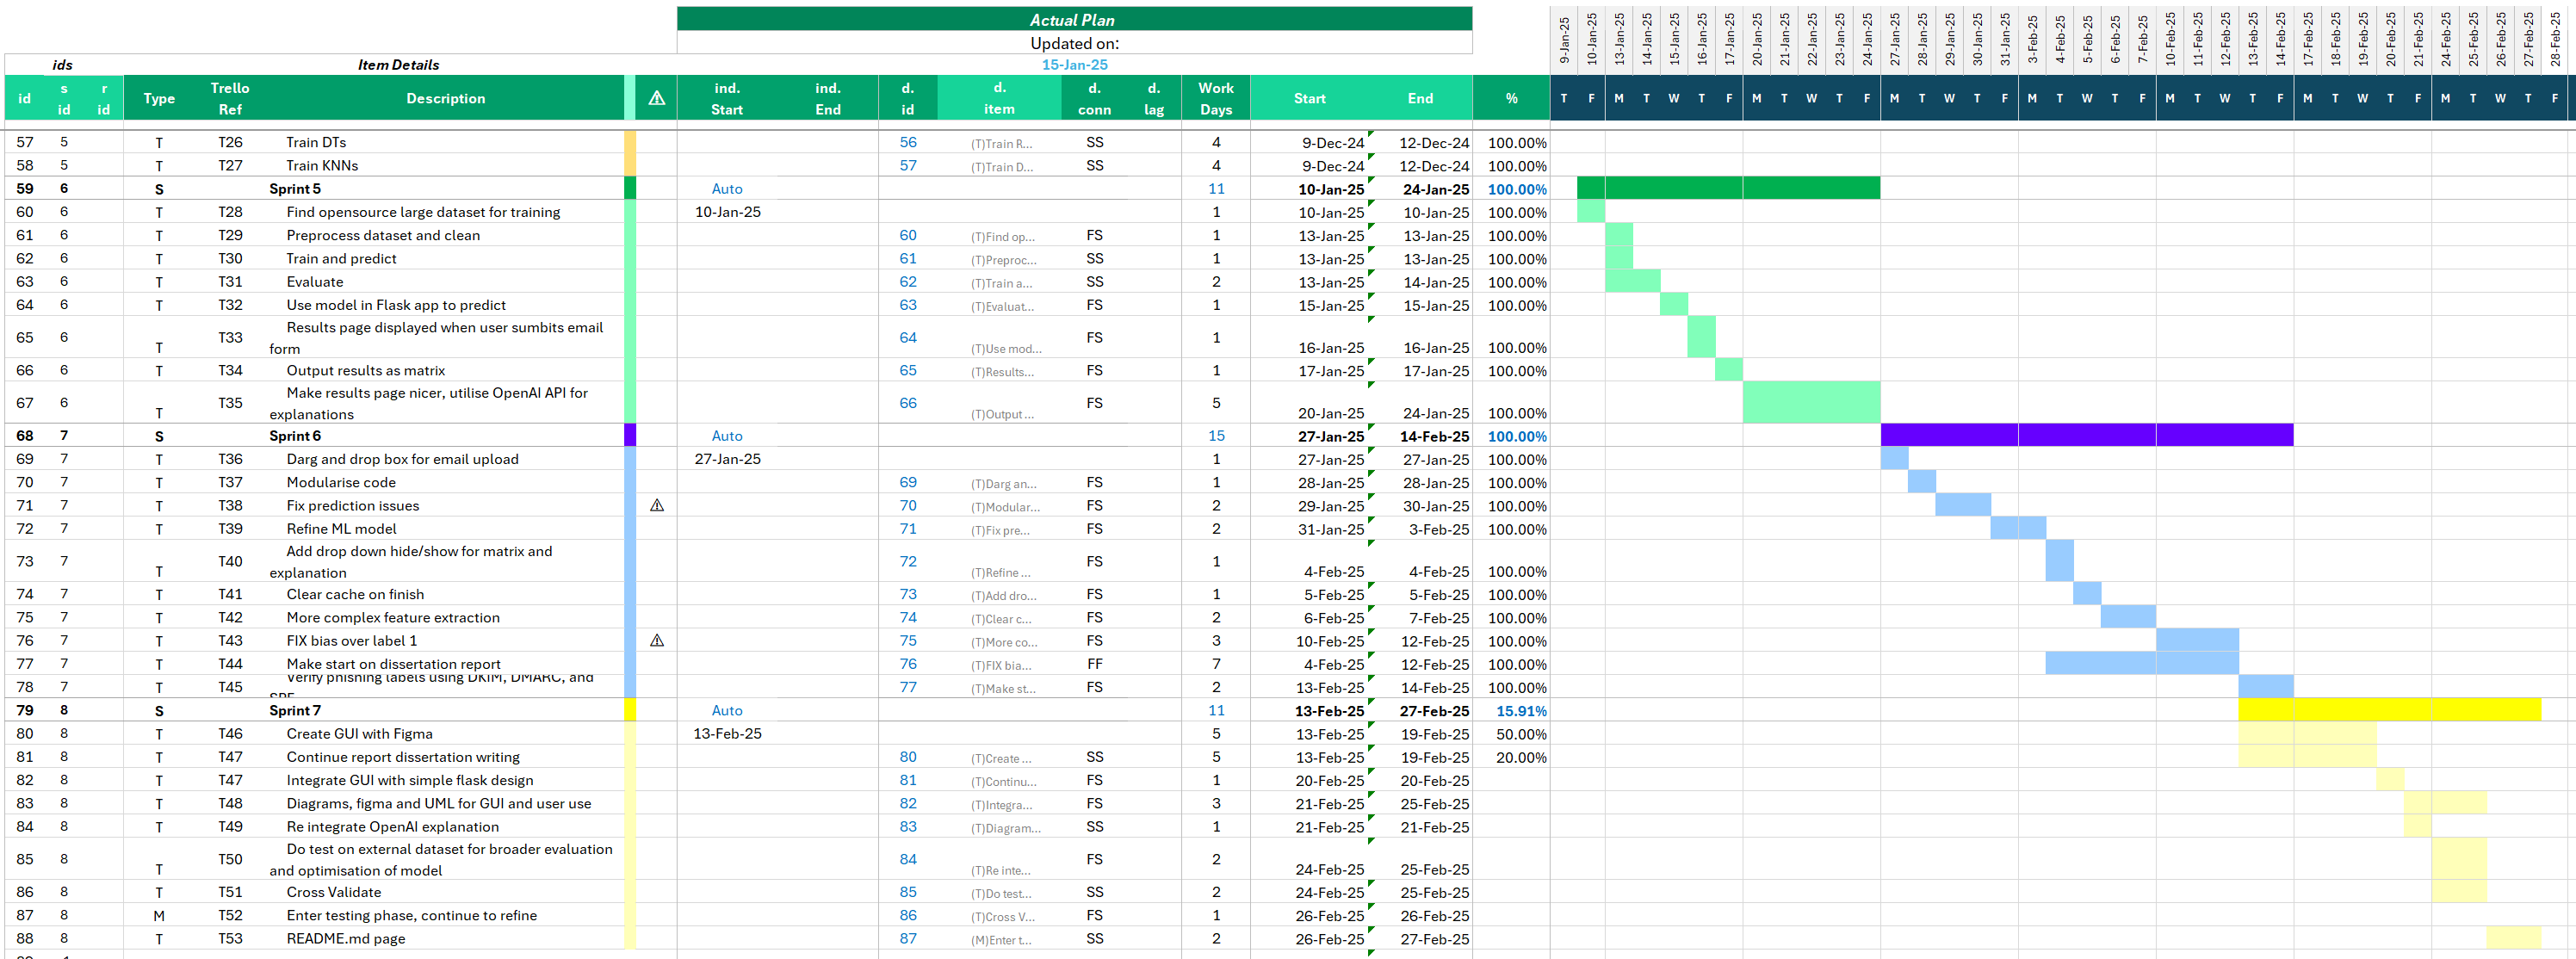 Actual Plan
Updated on:
ids Item Details 15-Jan-25
9-Jan-25 10-Jan-25 13-Jan-25 14-Jan-25 15-Jan-25 16-Jan-25 17-Jan-25 20-Jan-25 21-Jan-25 22-Jan-25 23-Jan-25 24-Jan-25 27-Jan-25 28-Jan-25 29-Jan-25 30-Jan-25 31-Jan-25 3-Feb-25 4-Feb-25 5-Feb-25 6-Feb-25 7-Feb-25 10-Feb-25 11-Feb-25 12-Feb-25 13-Feb-25 14-Feb-25 17-Feb-25 18-Feb-25 19-Feb-25 20-Feb-25 21-Feb-25 24-Feb-25 25-Feb-25 26-Feb-25 27-Feb-25 28-Feb-25
id s id r id Type Trello Ref Description ⚠ ind. Start ind. End d. id d. item d. conn d. lag Work Days Start End % T F M T W T F M T W T F M T W T F M T W T F M T W T F M T W T F M T W T F
57 5 T T26 Train DTs 56 (T)Train R... SS 4 9-Dec-24 12-Dec-24 100.00%
58 5 T T27 Train KNNs 57 (T)Train D... SS 4 9-Dec-24 12-Dec-24 100.00%
59 6 S Sprint 5 Auto 11 10-Jan-25 24-Jan-25 100.00%
60 6 T T28 Find opensource large dataset for training 10-Jan-25 1 10-Jan-25 10-Jan-25 100.00%
61 6 T T29 Preprocess dataset and clean 60 (T)Find op... FS 1 13-Jan-25 13-Jan-25 100.00%
62 6 T T30 Train and predict 61 (T)Preproc... SS 1 13-Jan-25 13-Jan-25 100.00%
63 6 T T31 Evaluate 62 (T)Train a... SS 2 13-Jan-25 14-Jan-25 100.00%
64 6 T T32 Use model in Flask app to predict 63 (T)Evaluat... FS 1 15-Jan-25 15-Jan-25 100.00%
65 6 T T33 Results page displayed when user sumbits email
form 64 (T)Use mod... FS 1 16-Jan-25 16-Jan-25 100.00%
66 6 T T34 Output results as matrix 65 (T)Results... FS 1 17-Jan-25 17-Jan-25 100.00%
67 6 T T35 Make results page nicer, utilise OpenAI API for
explanations 66 (T)Output ... FS 5 20-Jan-25 24-Jan-25 100.00%
68 7 S Sprint 6 Auto 15 27-Jan-25 14-Feb-25 100.00%
69 7 T T36 Darg and drop box for email upload 27-Jan-25 1 27-Jan-25 27-Jan-25 100.00%
70 7 T T37 Modularise code 69 (T)Darg an... FS 1 28-Jan-25 28-Jan-25 100.00%
71 7 T T38 Fix prediction issues ⚠ 70 (T)Modular... FS 2 29-Jan-25 30-Jan-25 100.00%
72 7 T T39 Refine ML model 71 (T)Fix pre... FS 2 31-Jan-25 3-Feb-25 100.00%
73 7 T T40 Add drop down hide/show for matrix and
explanation 72 (T)Refine ... FS 1 4-Feb-25 4-Feb-25 100.00%
74 7 T T41 Clear cache on finish 73 (T)Add dro... FS 1 5-Feb-25 5-Feb-25 100.00%
75 7 T T42 More complex feature extraction 74 (T)Clear c... FS 2 6-Feb-25 7-Feb-25 100.00%
76 7 T T43 FIX bias over label 1 ⚠ 75 (T)More co... FS 3 10-Feb-25 12-Feb-25 100.00%
77 7 T T44 Make start on dissertation report 76 (T)FIX bia... FF 7 4-Feb-25 12-Feb-25 100.00%
78 7 T T45 Verify phishing labels using DKIM, DMARC, and
SPF 77 (T)Make st... FS 2 13-Feb-25 14-Feb-25 100.00%
79 8 S Sprint 7 Auto 11 13-Feb-25 27-Feb-25 15.91%
80 8 T T46 Create GUI with Figma 13-Feb-25 5 13-Feb-25 19-Feb-25 50.00%
81 8 T T47 Continue report dissertation writing 80 (T)Create ... SS 5 13-Feb-25 19-Feb-25 20.00%
82 8 T T47 Integrate GUI with simple flask design 81 (T)Continu... FS 1 20-Feb-25 20-Feb-25
83 8 T T48 Diagrams, figma and UML for GUI and user use 82 (T)Integra... FS 3 21-Feb-25 25-Feb-25
84 8 T T49 Re integrate OpenAI explanation 83 (T)Diagram... SS 1 21-Feb-25 21-Feb-25
85 8 T T50 Do test on external dataset for broader evaluation
and optimisation of model 84 (T)Re inte... FS 2 24-Feb-25 25-Feb-25
86 8 T T51 Cross Validate 85 (T)Do test... SS 2 24-Feb-25 25-Feb-25
87 8 M T52 Enter testing phase, continue to refine 86 (T)Cross V... FS 1 26-Feb-25 26-Feb-25
88 8 T T53 README.md page 87 (M)Enter t... SS 2 26-Feb-25 27-Feb-25